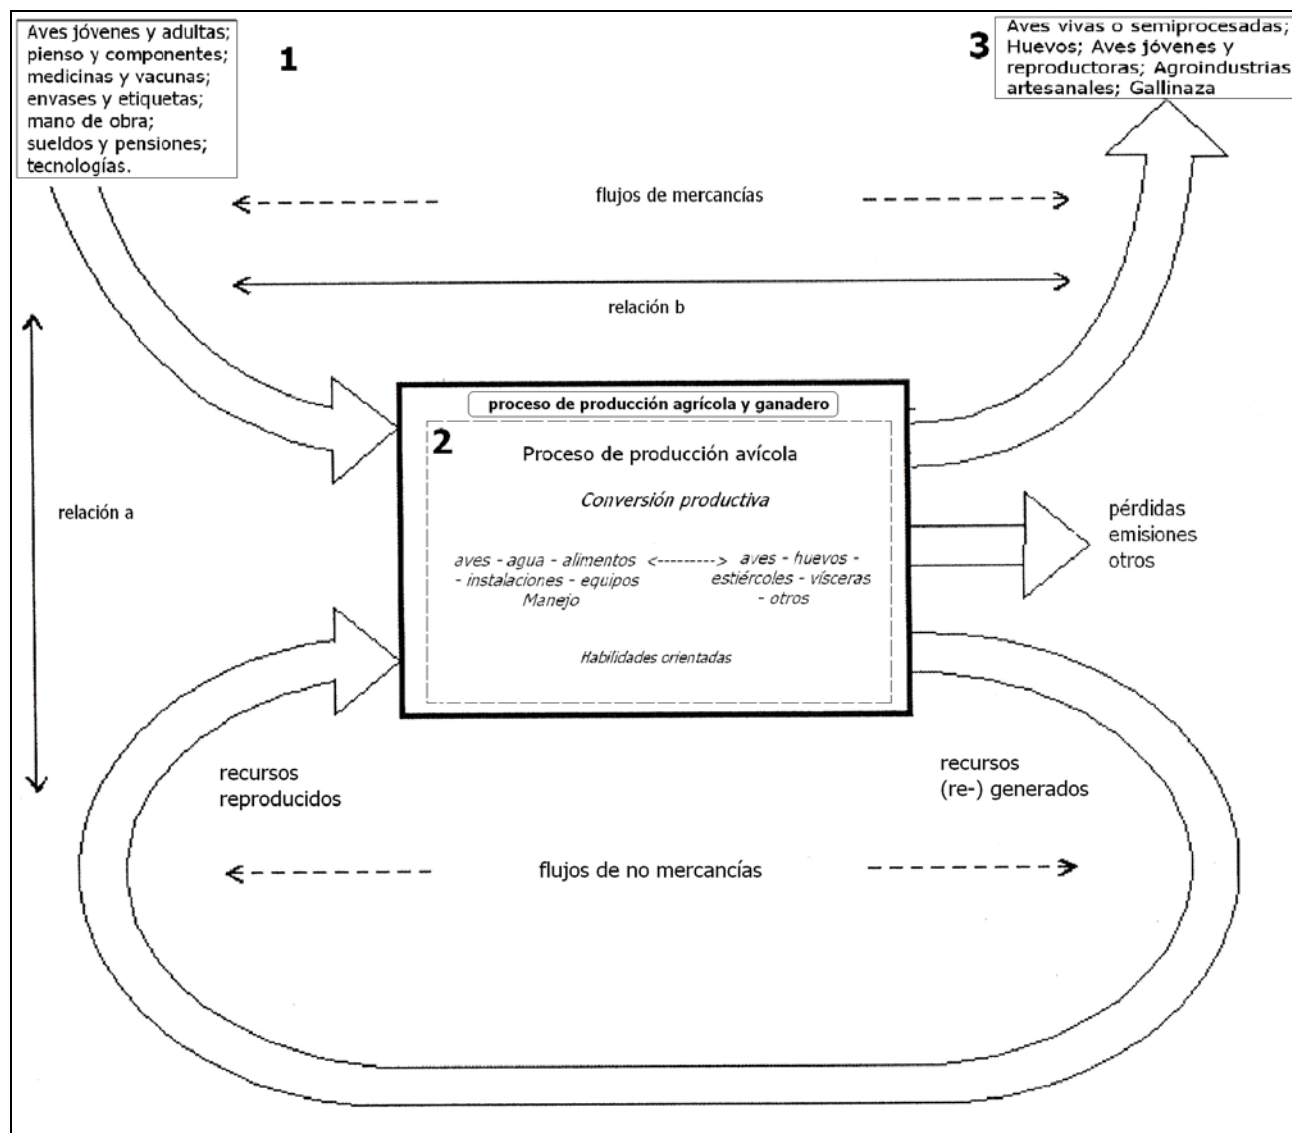 Aves jóvenes y adultas;
pienso y componentes;
medicinas y vacunas;
envases y etiquetas;
mano de obra;
sueldos y pensiones;
tecnologías.
1
3
Aves vivas o semiprocesadas;
Huevos; Aves jóvenes y
reproductoras; Agroindustrias
artesanales; Gallinaza
flujos de mercancías
relación b
relación a
proceso de producción agrícola y ganadero
2
Proceso de producción avícola
Conversión productiva
aves - agua - alimentos <---------> aves - huevos -
- instalaciones - equipos estiércoles - vísceras
Manejo - otros
Habilidades orientadas
pérdidas
emisiones
otros
recursos
reproducidos
recursos
(re-) generados
flujos de no mercancías